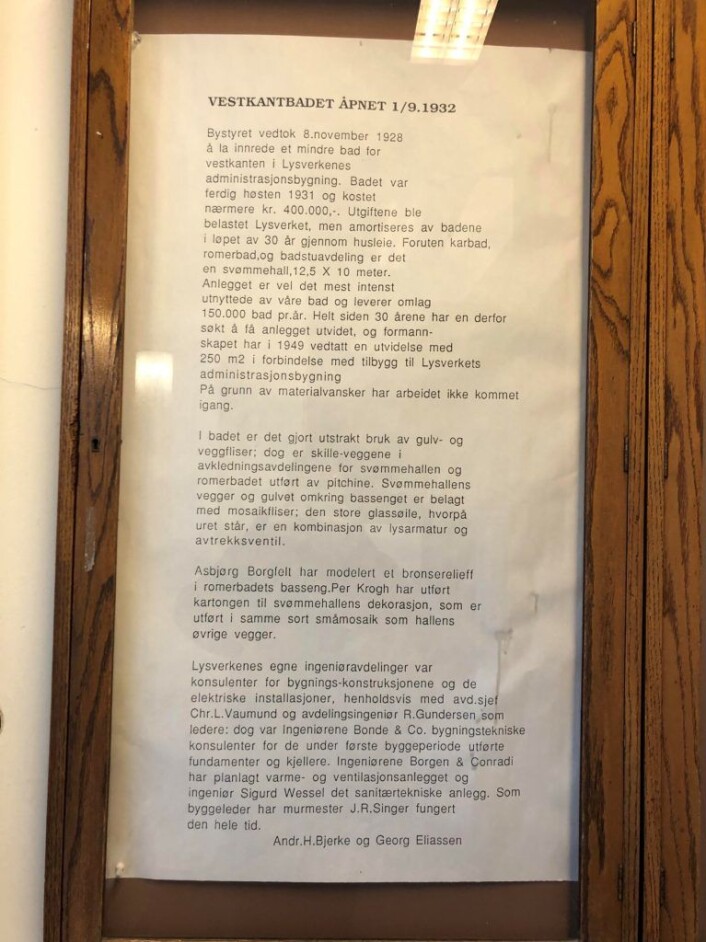 VESTKANTBADET ÅPNET 1/9.1932
Bystyret vedtok 8.november 1928
å la innrede et mindre bad for
vestkanten i Lysverkenes
administrasjonsbygning. Badet var
ferdig høsten 1931 og kostet
nærmere kr. 400.000,-. Utgiftene ble
belastet Lysverket, men amortiseres av badene
i løpet av 30 år gjennom husleie. Foruten karbad,
romerbad,og badstuavdeling er det
en svømmehall,12,5 X 10 meter.
Anlegget er vel det mest intenst
utnyttede av våre bad og leverer omlag
150.000 bad pr.år. Helt siden 30 årene har en derfor
søkt å få anlegget utvidet, og formann-
skapet har i 1949 vedtatt en utvidelse med
250 m2 i forbindelse med tilbygg til Lysverkets
administrasjonsbygning
På grunn av materialvansker har arbeidet ikke kommet
igang.
I badet er det gjort utstrakt bruk av gulv- og
veggfliser; dog er skille-veggene i
avkledningsavdelingene for svømmehallen og
romerbadet utført av pitchine. Svømmehallens
vegger og gulvet omkring bassenget er belagt
med mosaikfliser; den store glassøile, hvorpå
uret står, er en kombinasjon av lysarmatur og
avtrekksventil.
Asbjørg Borgfelt har modelert et bronserelieff
i romerbadets basseng.Per Krogh har utført
kartongen til svømmehallens dekorasjon, som er
utført i samme sort småmosaik som hallens
øvrige vegger.
Lysverkenes egne ingeniøravdelinger var
konsulenter for bygnings-konstruksjonene og de
elektriske installasjoner, henholdsvis med avd.sjef
Chr.L.Vaumund og avdelingsingeniør R.Gundersen som
ledere: dog var Ingeniørene Bonde & Co. bygningstekniske
konsulenter for de under første byggeperiode utførte
fundamenter og kjellere. Ingeniørene Borgen & Conradi
har planlagt varme- og ventilasjonsanlegget og
ingeniør Sigurd Wessel det sanitærtekniske anlegg. Som
byggeleder har murmester J.R.Singer fungert
den hele tid.
Andr.H.Bjerke og Georg Eliassen